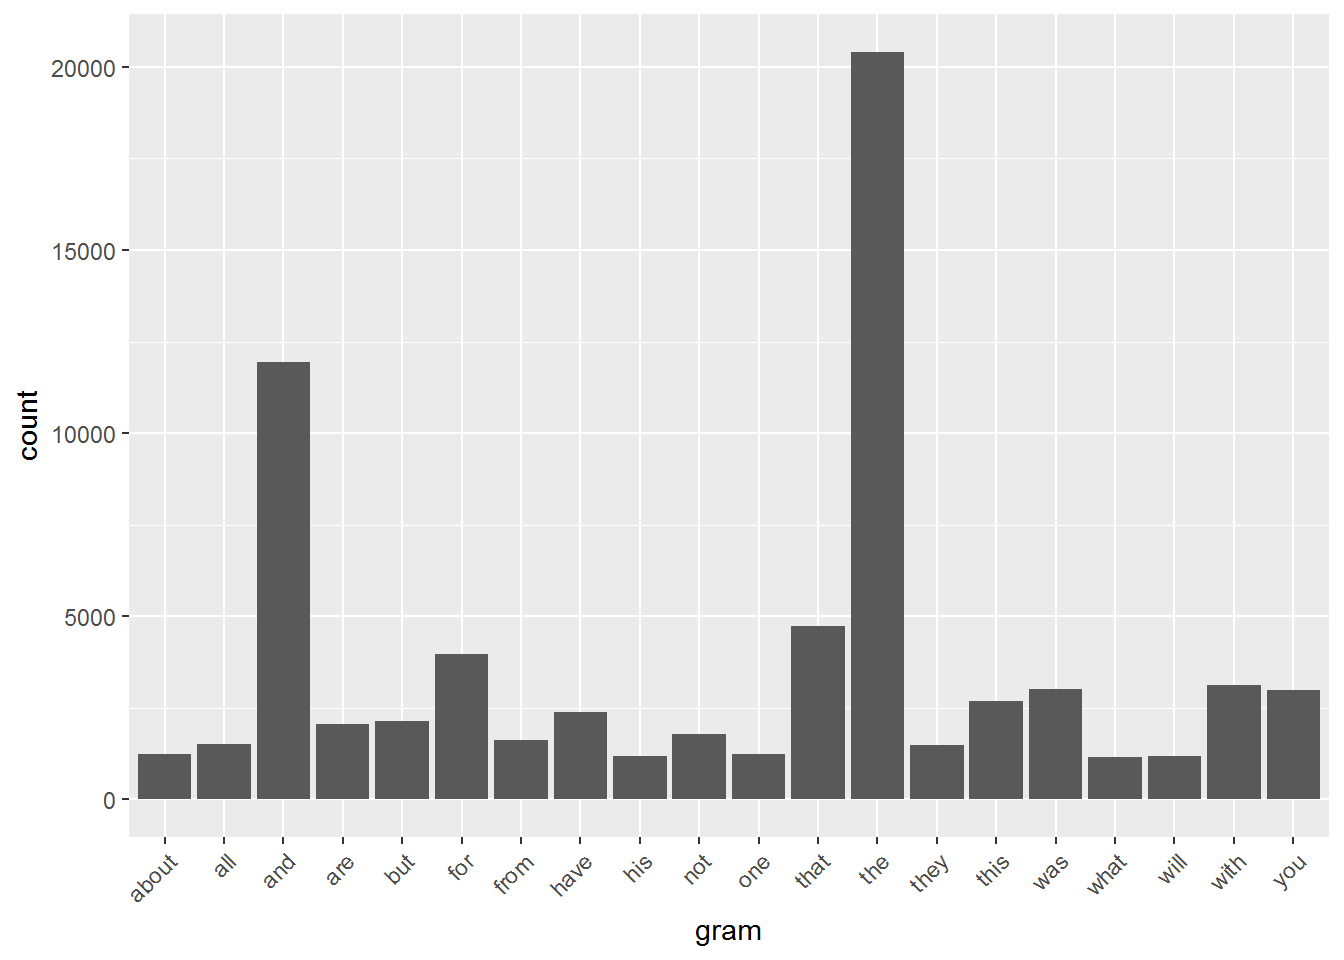 20000
15000
10000
5000
0
count
about all and are but for from have his not one that the they this was what will with you
gram